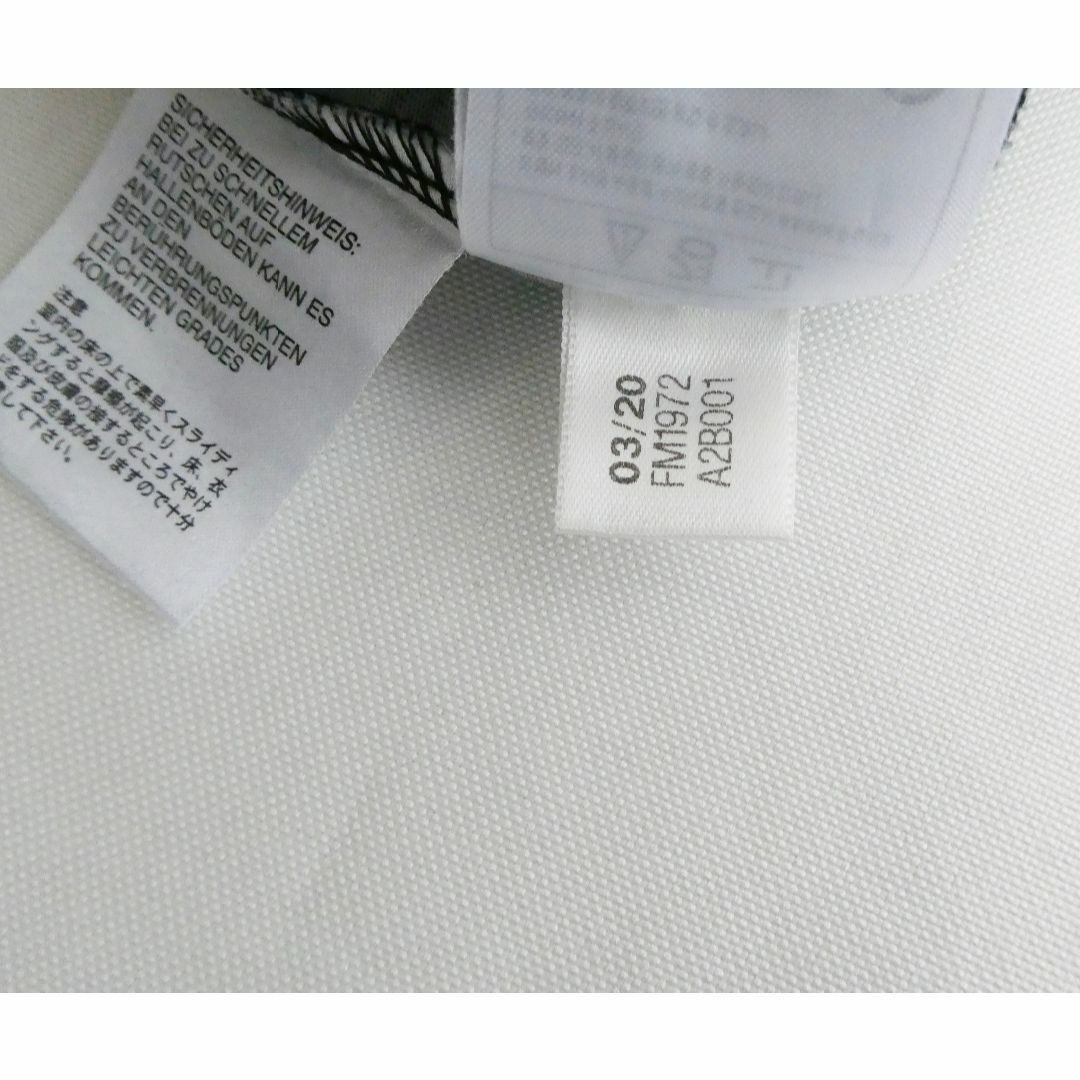 SICHERHEITSHINWEIS:
BEI ZU SCHNELLEM
RUTSCHEN AUF
HALLENBÖDEN KANN ES
AN DEN
BERÜHRUNGSPUNKTEN
ZU VERBRENNUNGEN
LEICHTEN GRADES
KOMMEN.
注意
室内の床の上で素早くスライディ
ングすると摩擦が起こり、床、衣
服及び皮膚の接するところでやけ
をする危険がありますので十分
して下さい。
03/20
FM1972
A2B001